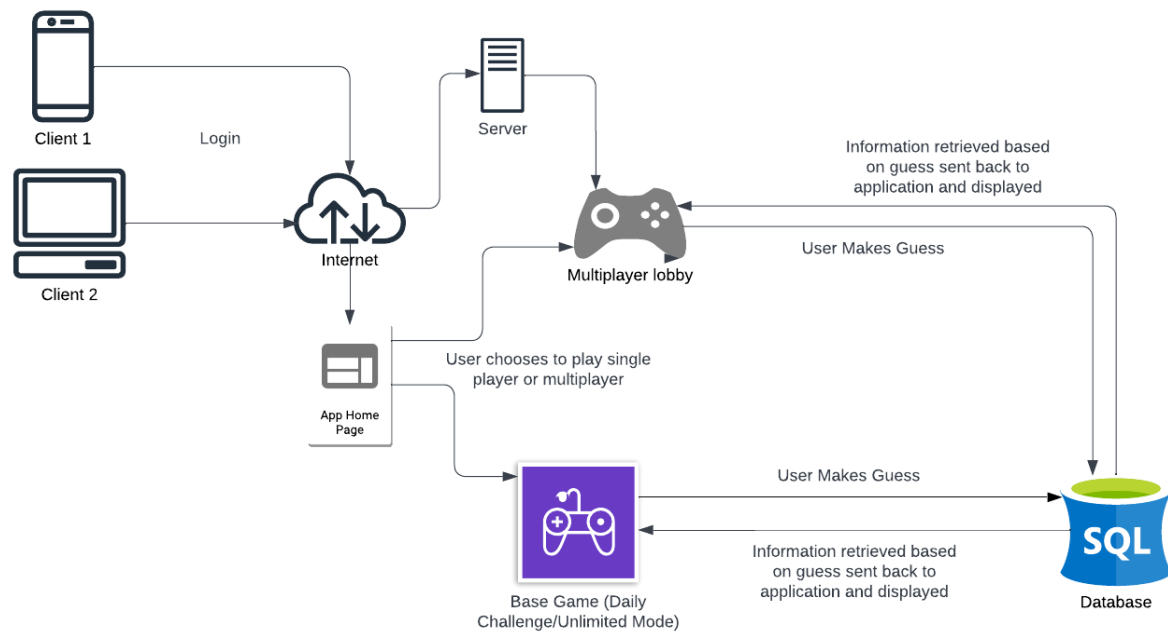 Client 1
Login
Server
Information retrieved based
on guess sent back to
application and displayed
Client 2
Internet
Multiplayer lobby
User Makes Guess
User chooses to play single
player or multiplayer
App Home
Page
User Makes Guess
SQL
Information retrieved based
on guess sent back to
application and displayed
Base Game (Daily
Challenge/Unlimited Mode)
Database